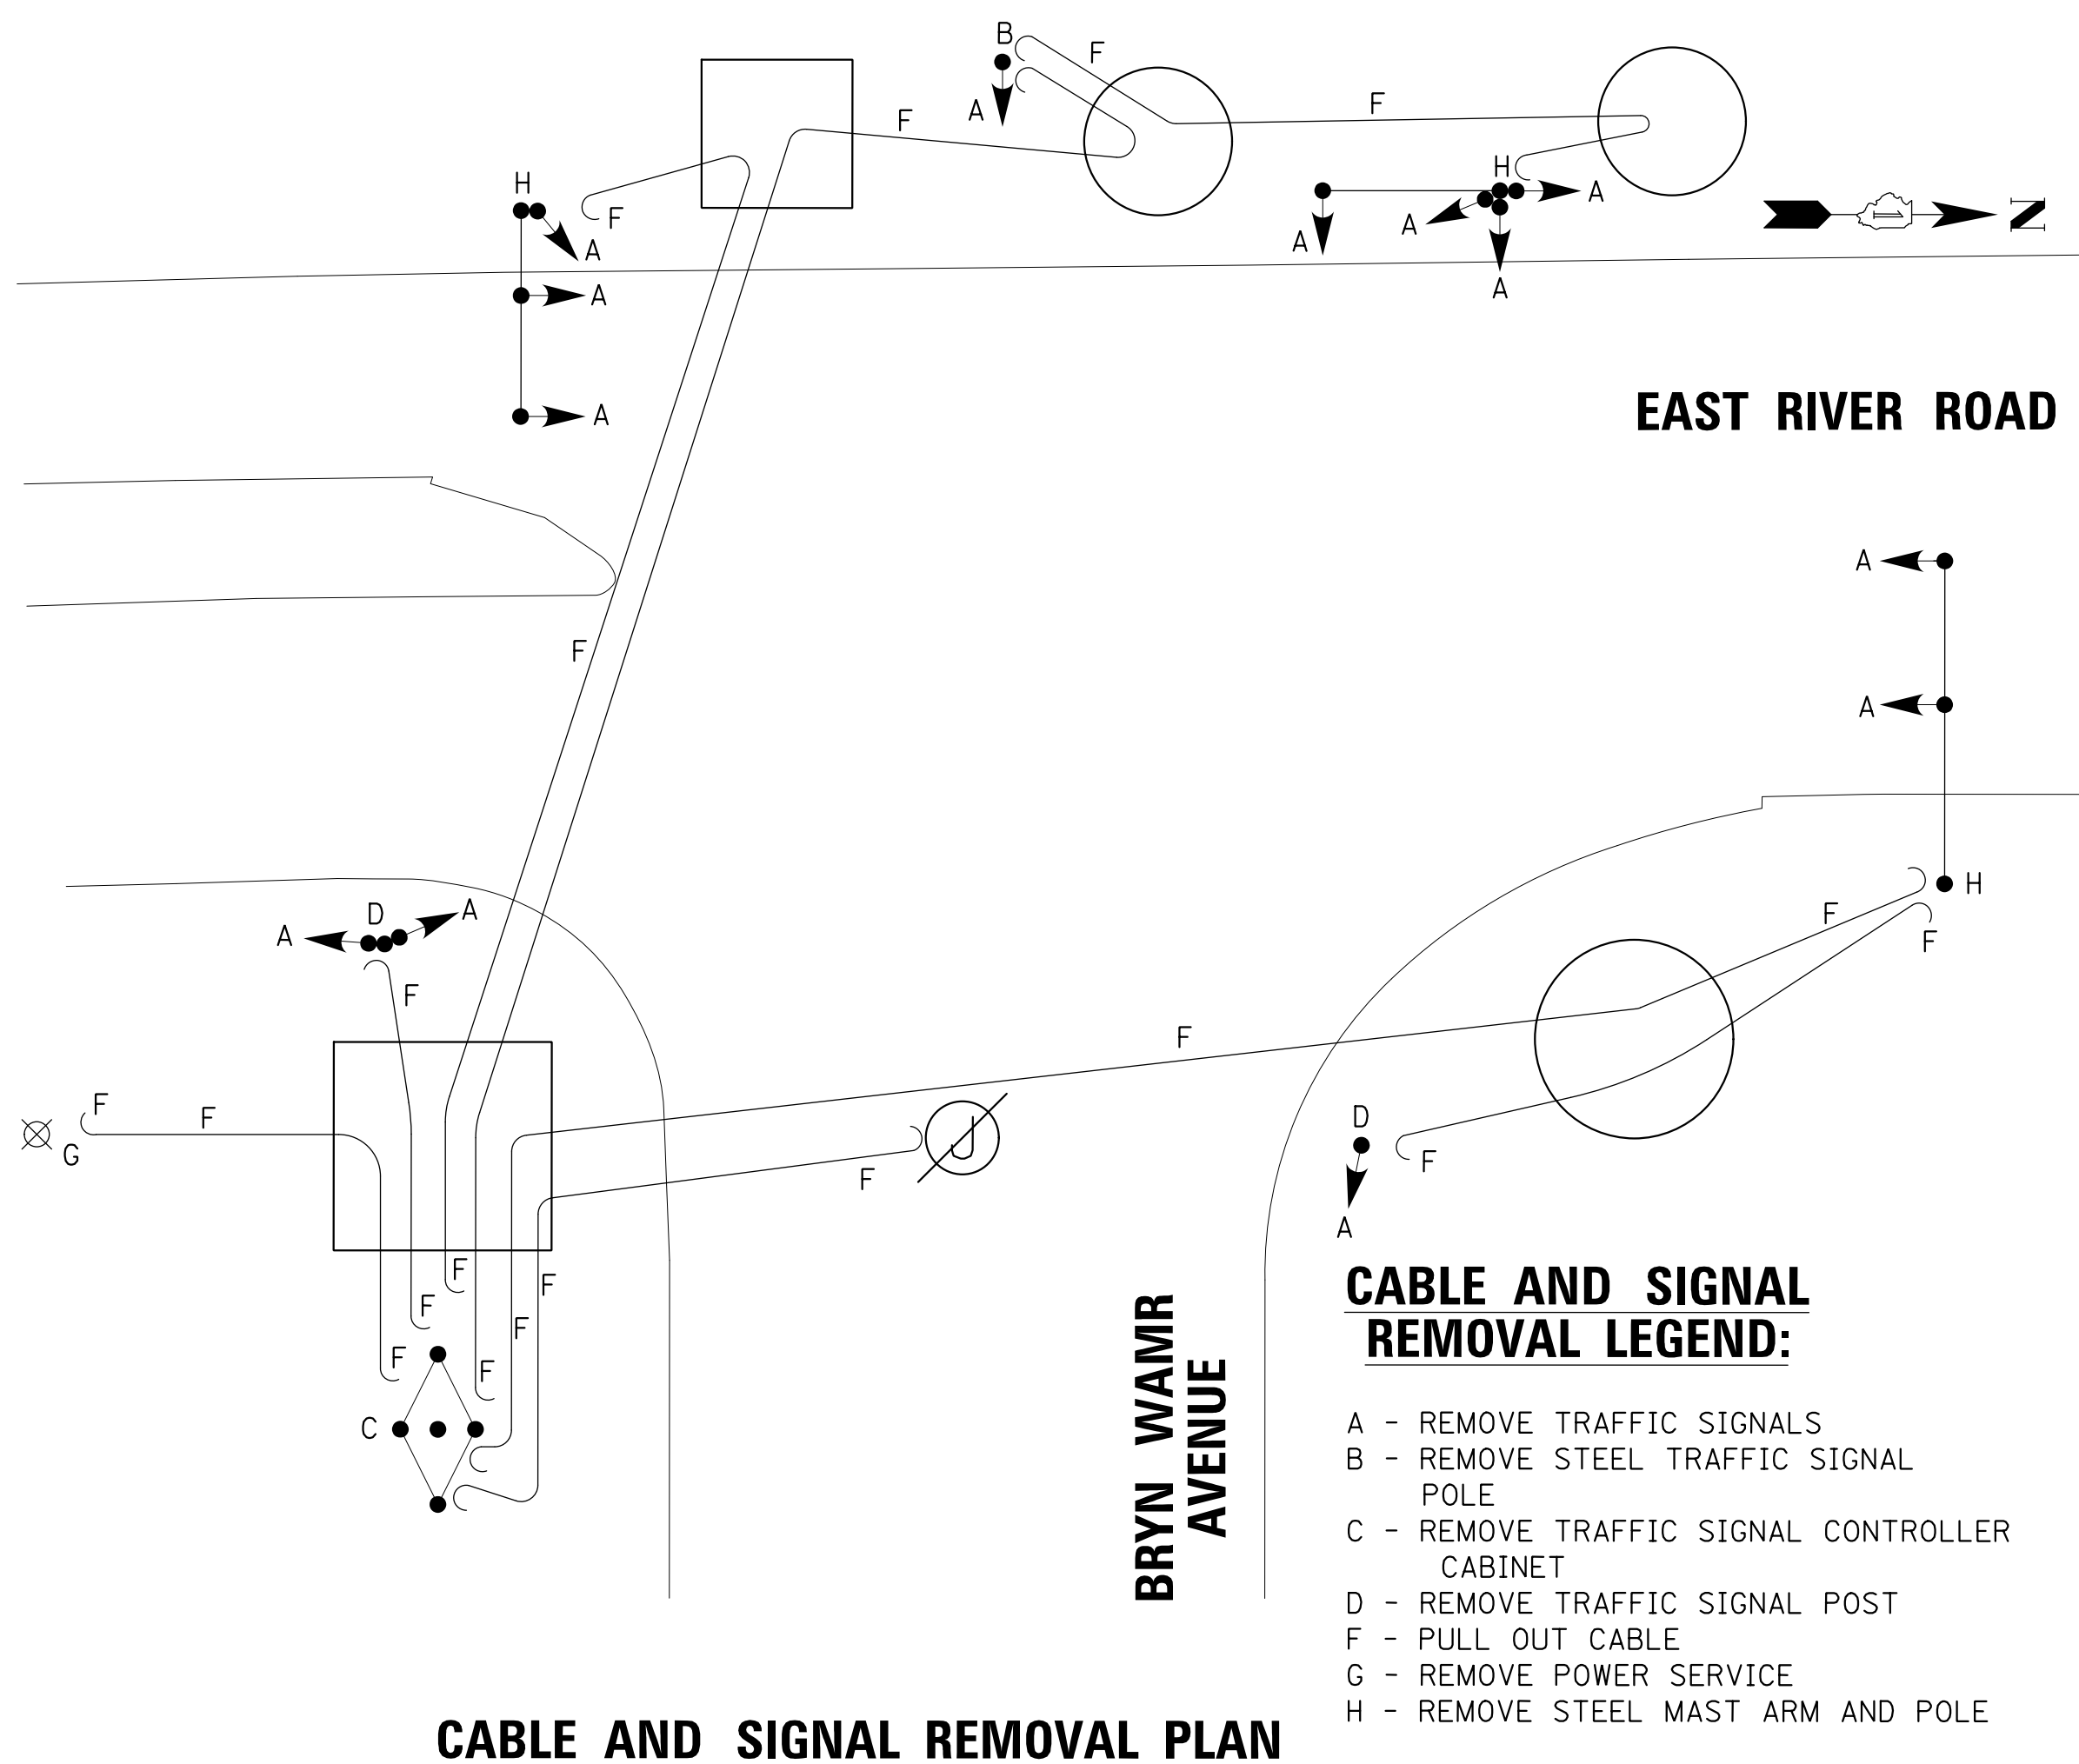 B
F
A
F
F
H
F
A
H
A
A
A
A
N
A
A
EAST RIVER ROAD
A
F
A
H
D
A
A
F
F
F
F
F
F
G
J
F
D
F
A
F
F
F
F
F
F
C
BRYN WAMR
AVENUE
CABLE AND SIGNAL
REMOVAL LEGEND:
A - REMOVE TRAFFIC SIGNALS
B - REMOVE STEEL TRAFFIC SIGNAL
POLE
C - REMOVE TRAFFIC SIGNAL CONTROLLER
CABINET
D - REMOVE TRAFFIC SIGNAL POST
F - PULL OUT CABLE
G - REMOVE POWER SERVICE
H - REMOVE STEEL MAST ARM AND POLE
CABLE AND SIGNAL REMOVAL PLAN